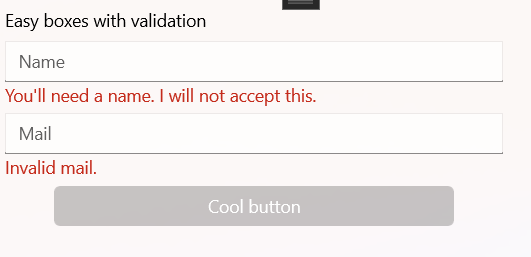 Easy boxes with validation
Name
You'll need a name. I will not accept this.
Mail
Invalid mail.
Cool button